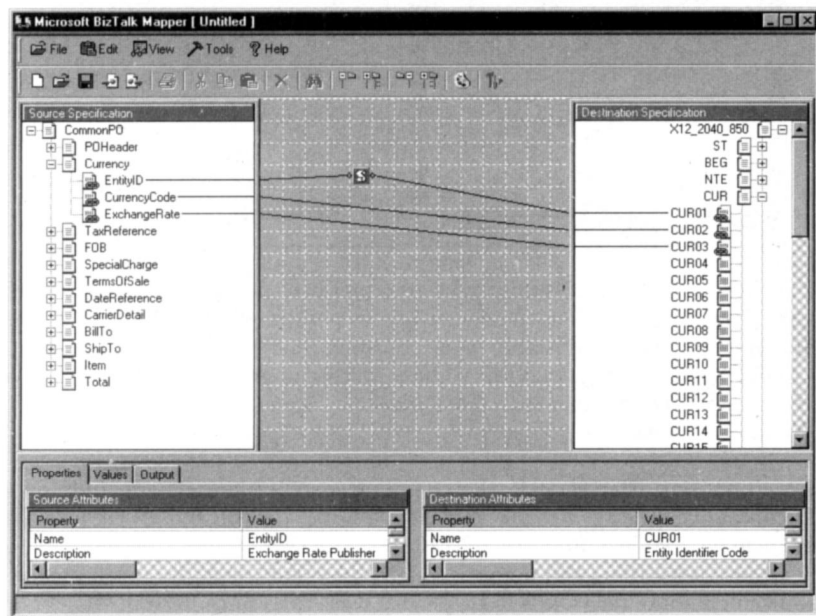 Microsoft BizTalk Mapper [ Untitled ]
File Edit View Tools Help
Source Specification
CommonPO
POHeader
Currency
EntityID
CurrencyCode
ExchangeRate
TaxReference
FOB
SpecialCharge
TermsOfSale
DateReference
CarrierDetail
BillTo
ShipTo
Item
Total
S
Destination Specification
X12_2040_850
ST
BEG
NTE
CUR
CUR01
CUR02
CUR03
CUR04
CUR05
CUR06
CUR07
CUR08
CUR09
CUR10
CUR11
CUR12
CUR13
CUR14
CUR15
Properties Values Output
Source Attributes
Property Value
Name EntityID
Description Exchange Rate Publisher
Destination Attributes
Property Value
Name CUR01
Description Entity Identifier Code